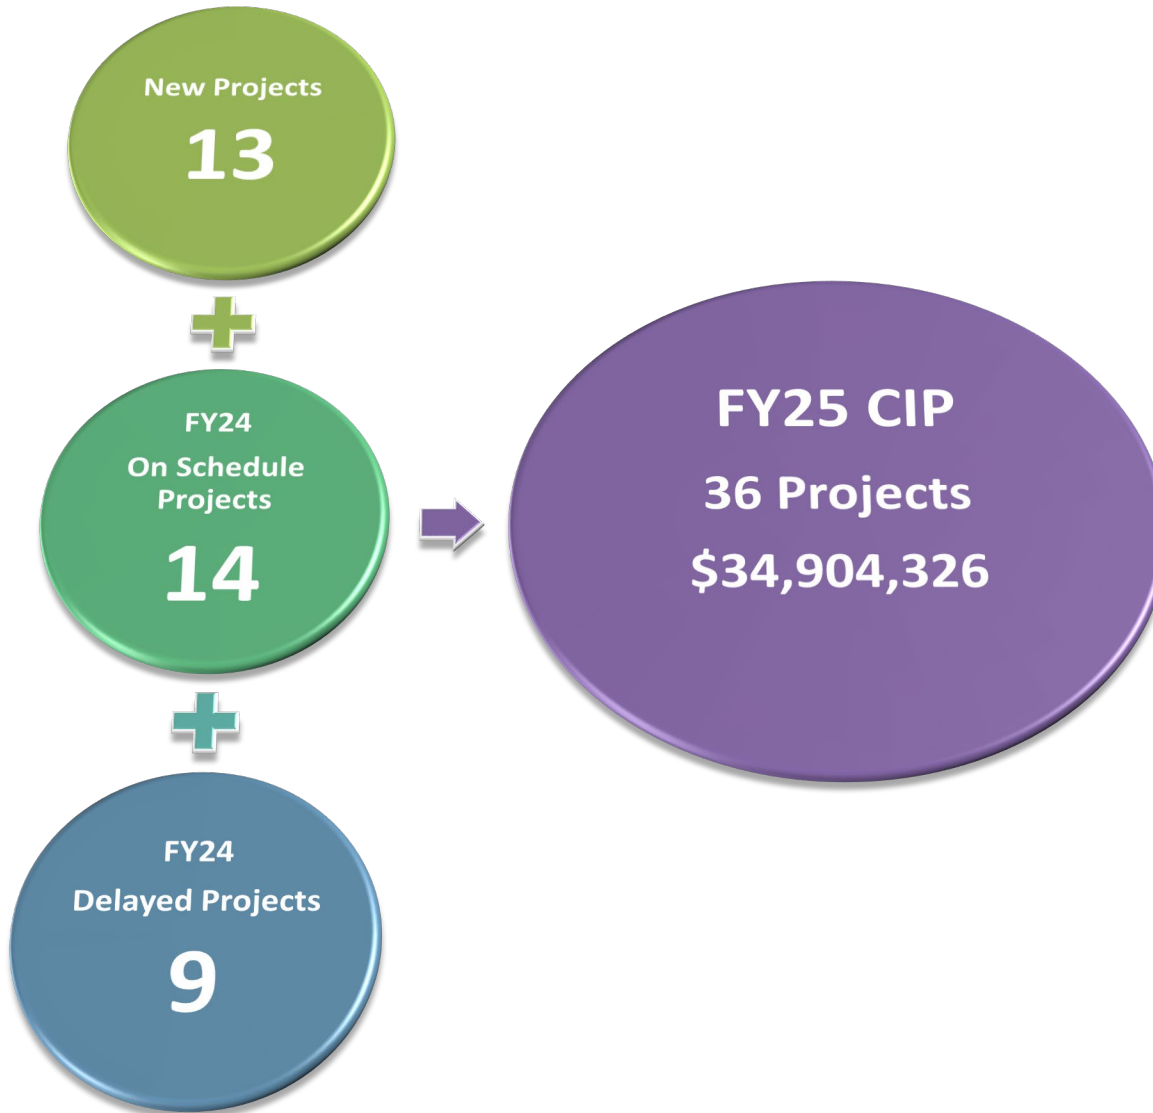 New Projects
13
FY24
On Schedule
Projects
14
FY24
Delayed Projects
9
FY25 CIP
36 Projects
$34,904,326